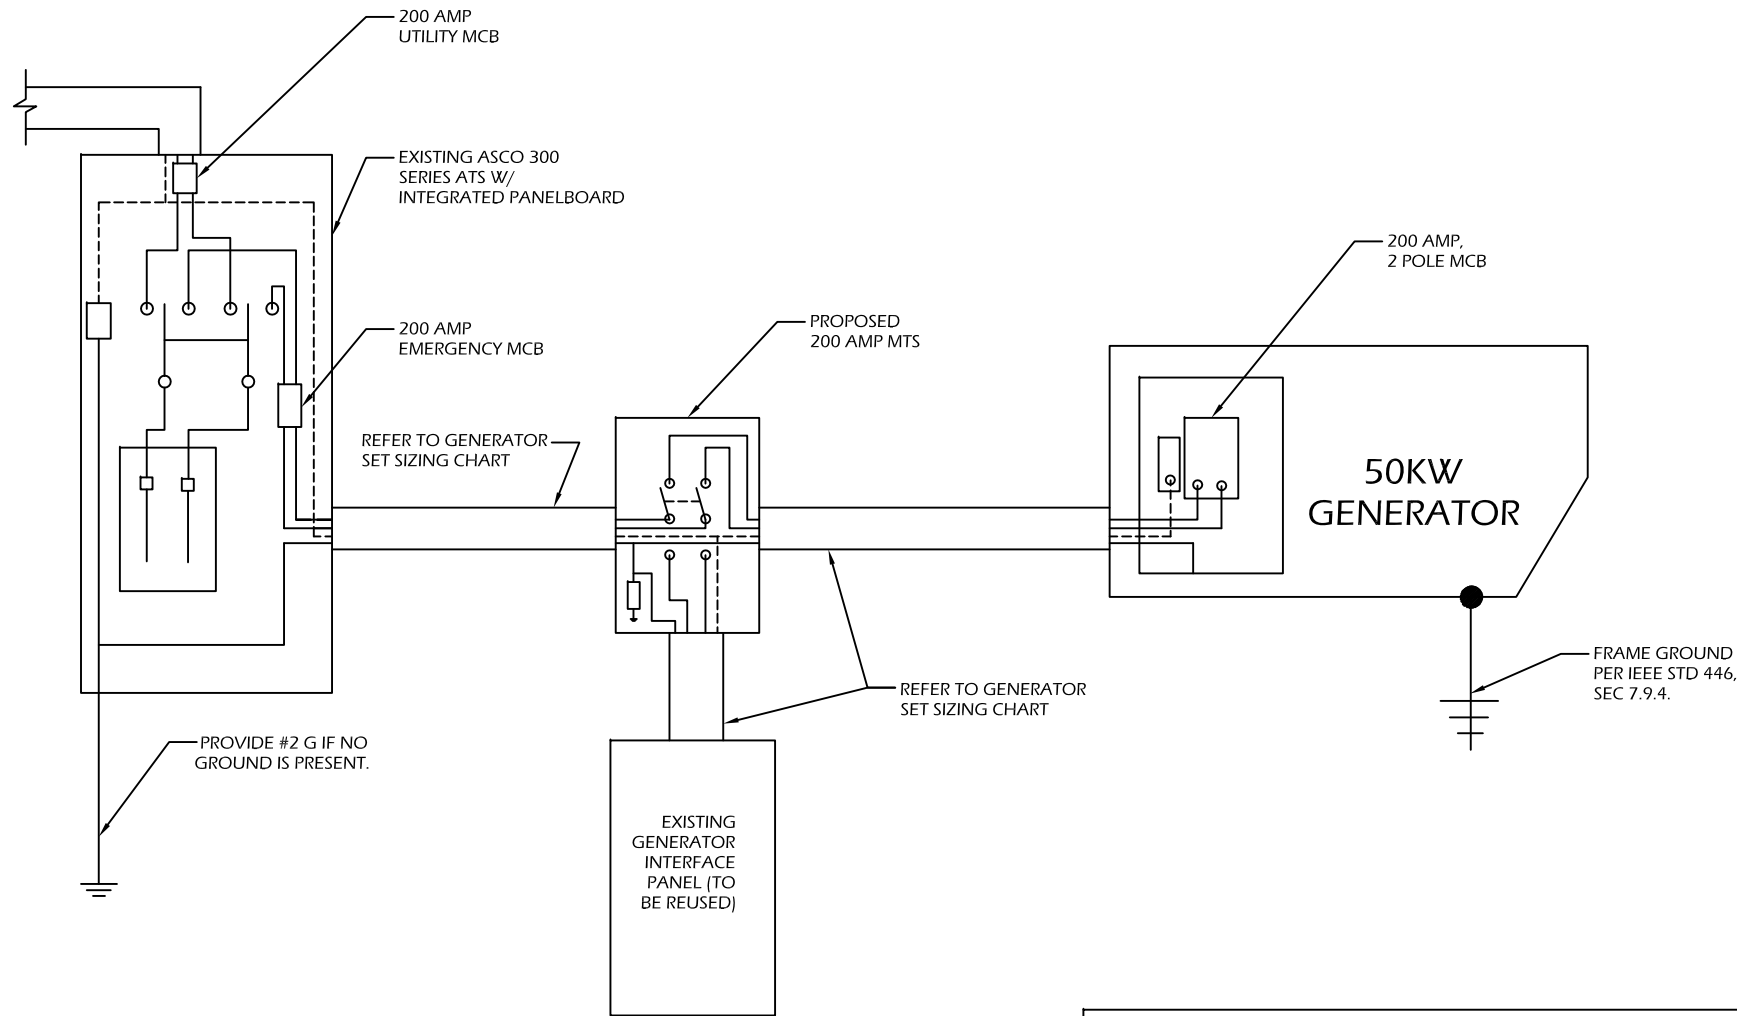 200 AMP
UTILITY MCB
EXISTING ASCO 300
SERIES ATS W/
INTEGRATED PANELBOARD
200 AMP,
2 POLE MCB
200 AMP
EMERGENCY MCB
PROPOSED
200 AMP MTS
REFER TO GENERATOR
SET SIZING CHART
50KW
GENERATOR
FRAME GROUND
PER IEEE STD 446,
SEC 7.9.4.
REFER TO GENERATOR
SET SIZING CHART
PROVIDE #2 G IF NO
GROUND IS PRESENT.
EXISTING
GENERATOR
INTERFACE
PANEL (TO
BE REUSED)